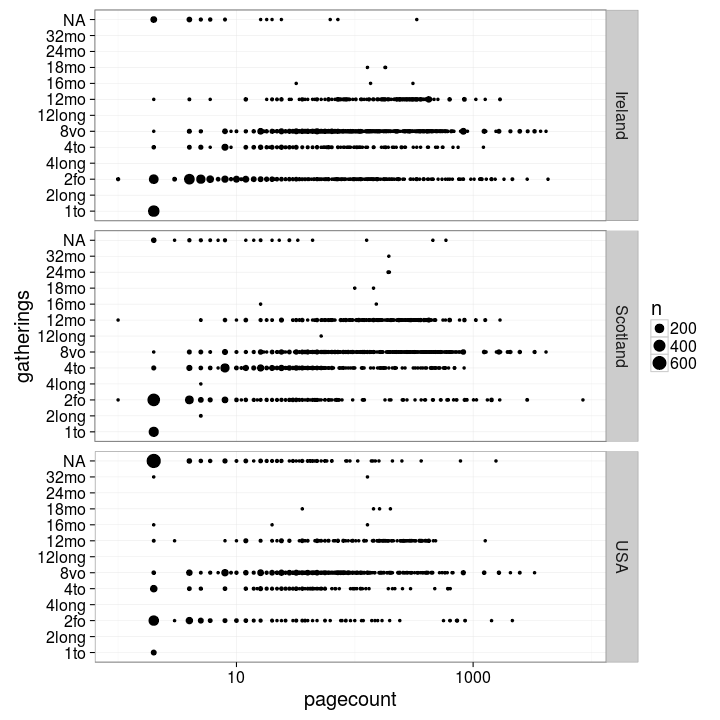 NA
32mo
24mo
18mo
16mo
12mo
12long
8vo
4to
4long
2fo
2long
1to
Ireland
NA
32mo
24mo
18mo
16mo
12mo
12long
8vo
4to
4long
2fo
2long
1to
Scotland
NA
32mo
24mo
18mo
16mo
12mo
12long
8vo
4to
4long
2fo
2long
1to
USA
gatherings
10 1000
pagecount
n
200
400
600